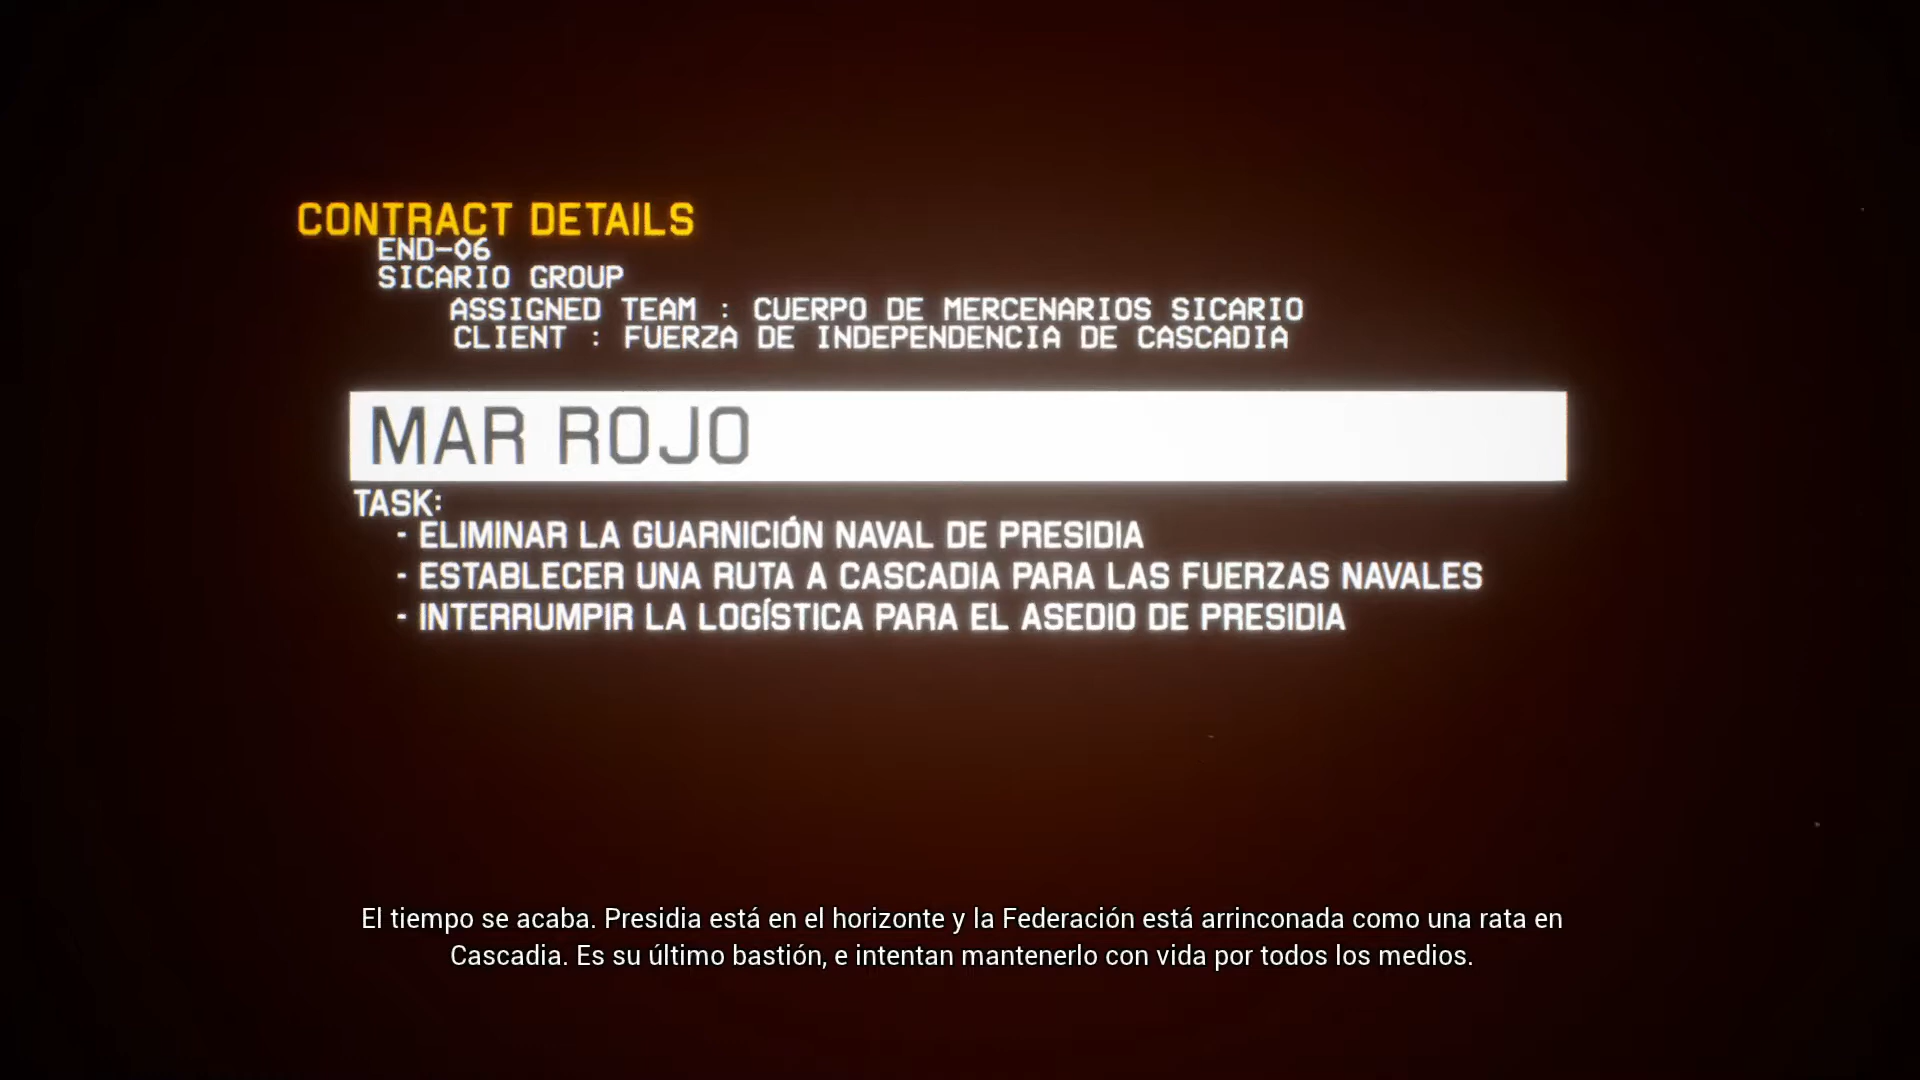 CONTRACT DETAILS
END-06
SICARIO GROUP
ASSIGNED TEAM : CUERPO DE MERCENARIOS SICARIO
CLIENT : FUERZA DE INDEPENDENCIA DE CASCADIA
MAR ROJO
TASK:
- ELIMINAR LA GUARNICIÓN NAVAL DE PRESIDIA
- ESTABLECER UNA RUTA A CASCADIA PARA LAS FUERZAS NAVALES
- INTERRUMPIR LA LOGÍSTICA PARA EL ASEDIO DE PRESIDIA
El tiempo se acaba. Presidia está en el horizonte y la Federación está arrinconada como una rata en
Cascadia. Es su último bastión, e intentan mantenerlo con vida por todos los medios.